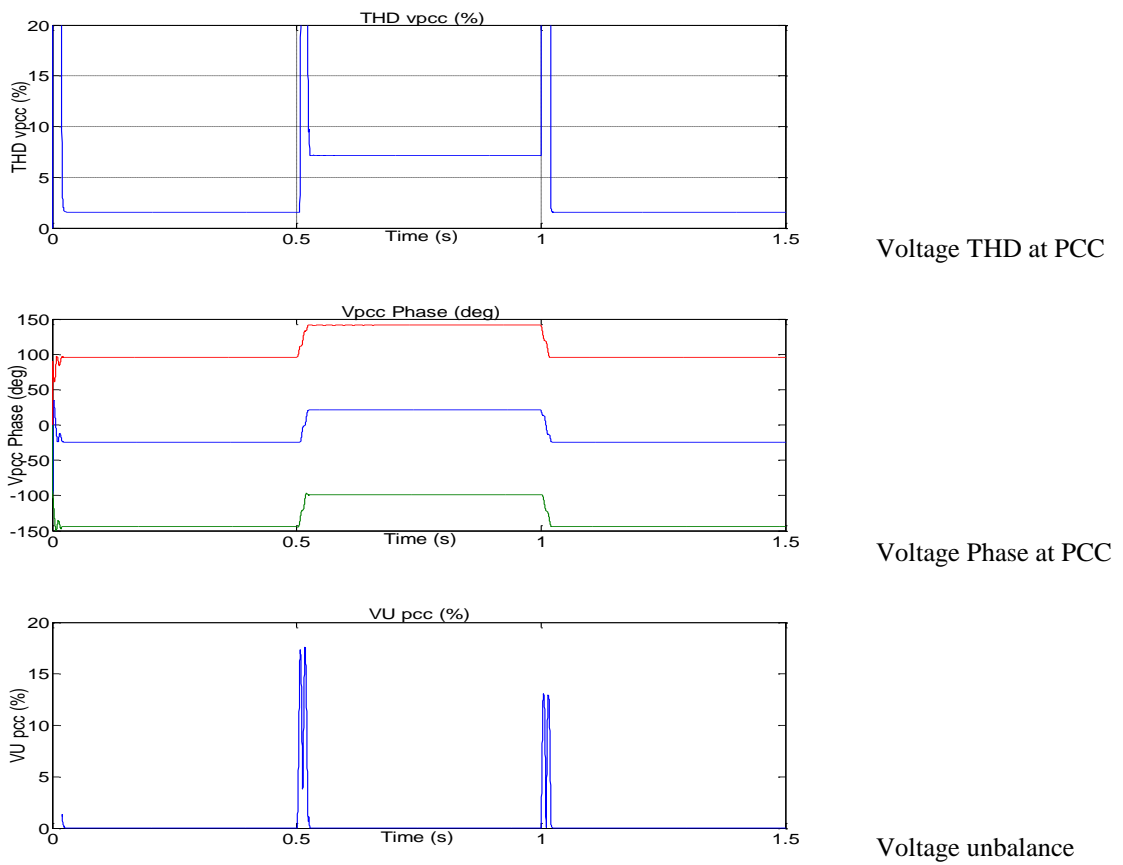 THD vpcc (%)
20
15
10
5
0
THD vpcc (%)
0 0.5 1 1.5
Time (s)
Voltage THD at PCC
Vpcc Phase (deg)
150
100
50
0
-50
-100
-150
Vpcc Phase (deg)
0 0.5 1 1.5
Time (s)
Voltage Phase at PCC
VU pcc (%)
20
15
10
5
0
VU pcc (%)
0 0.5 1 1.5
Time (s)
Voltage unbalance